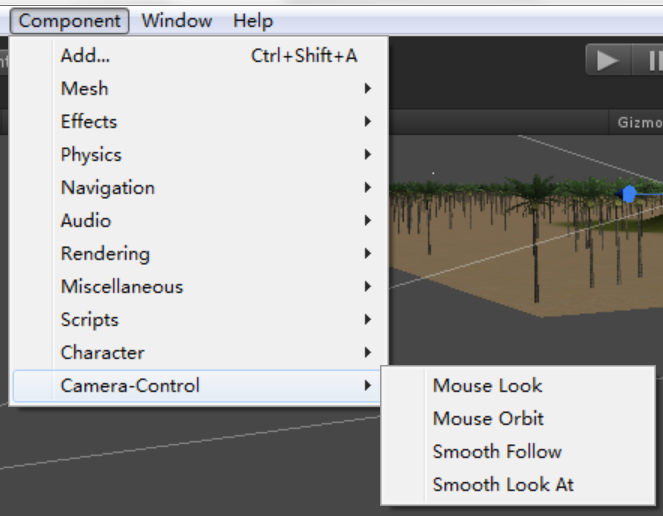 Component Window Help
Add... Ctrl+Shift+A
Mesh
Effects
Physics
Gizmo
Navigation
Audio
Rendering
Miscellaneous
Scripts
Character
Camera-Control
Mouse Look
Mouse Orbit
Smooth Follow
Smooth Look At